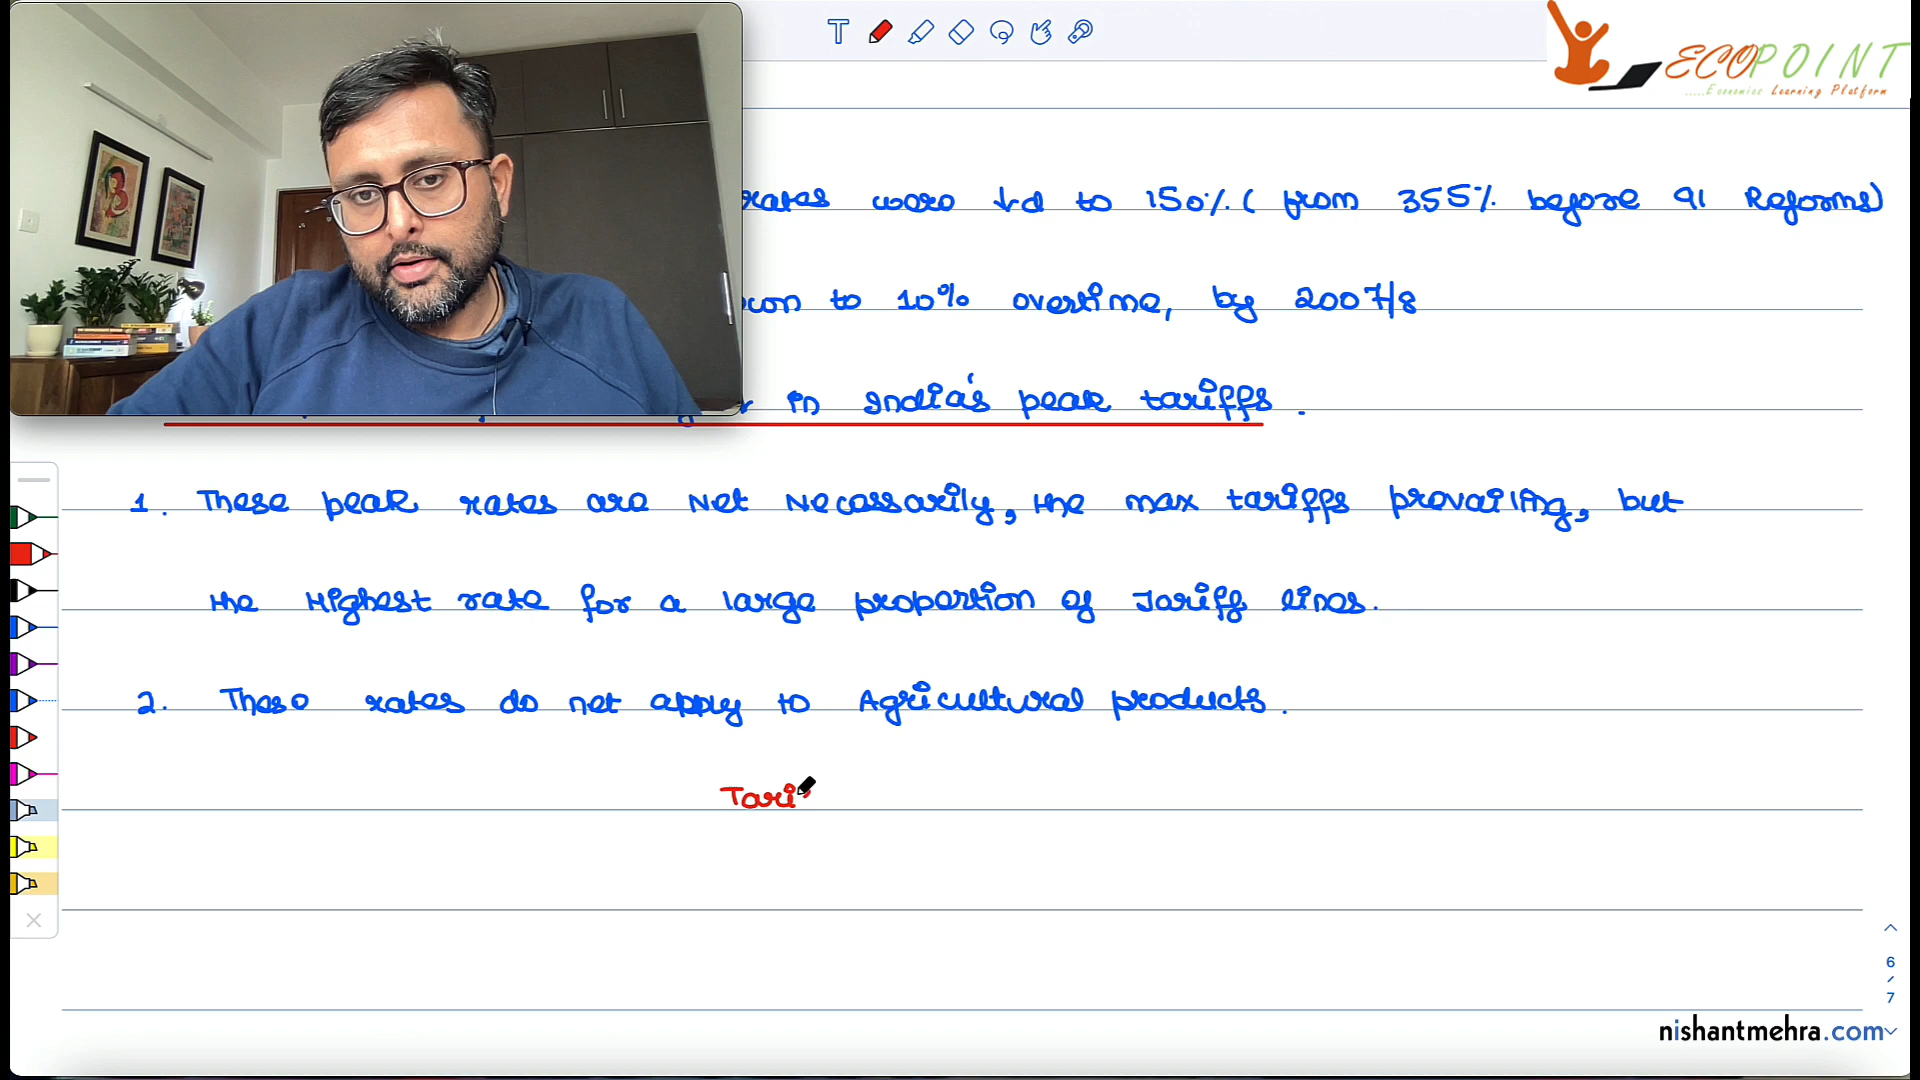 T
ECOPOINT
.....Economics Learning Platform
rates were ↓d to 150% ( from 355% before 91 Reforms)
to 10% overtime, by 2007/8
in India's peak tariffs.
1. These peak rates are Not Necessarily, the max tariffs prevailing, but
the Highest rate for a large proportion of Tariff lines.
2. These rates do not apply to Agricultural products.
Tari
6
/
7
nishantmehra.com